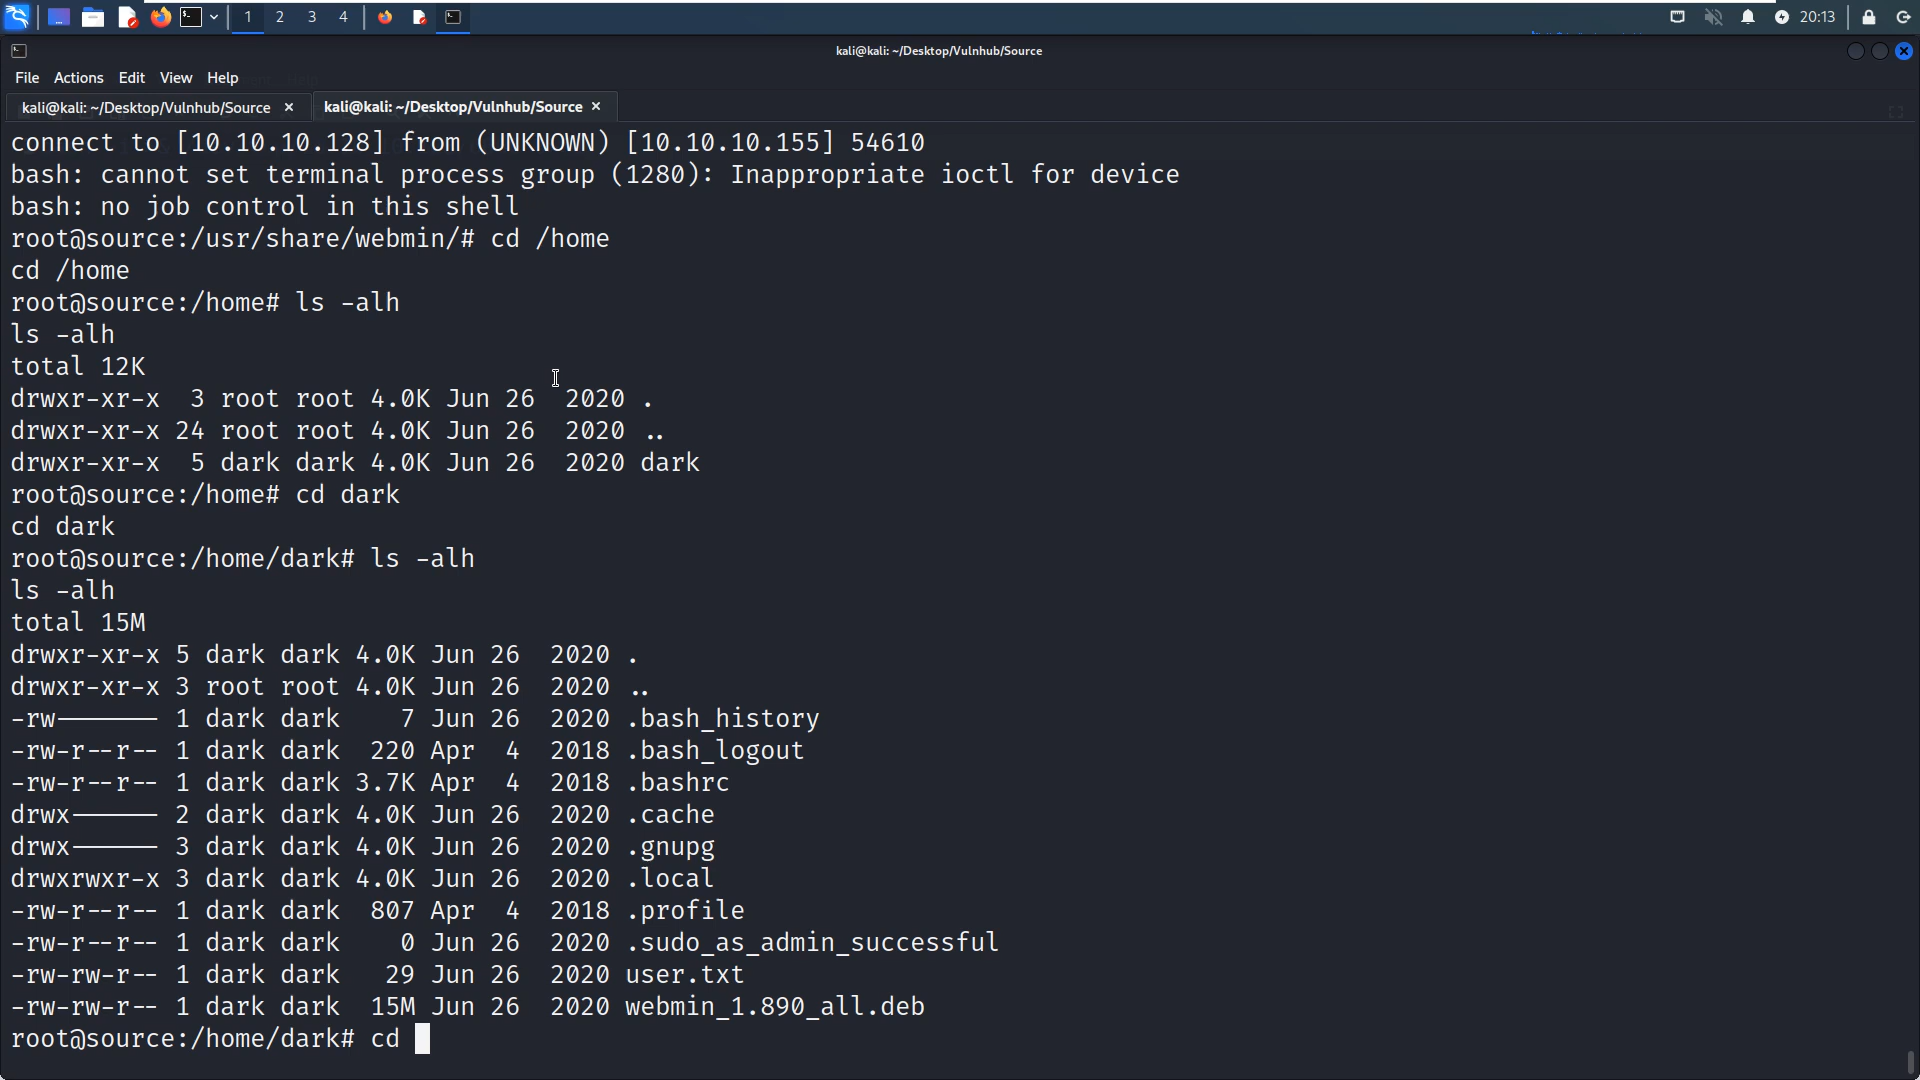 1 2 3 4 20:13
kali@kali: ~/Desktop/Vulnhub/Source
File Actions Edit View Help
kali@kali: ~/Desktop/Vulnhub/Source × kali@kali: ~/Desktop/Vulnhub/Source ×
connect to [10.10.10.128] from (UNKNOWN) [10.10.10.155] 54610
bash: cannot set terminal process group (1280): Inappropriate ioctl for device
bash: no job control in this shell
root@source:/usr/share/webmin/# cd /home
cd /home
root@source:/home# ls -alh
ls -alh
total 12K
drwxr-xr-x  3 root root 4.0K Jun 26  2020 .
drwxr-xr-x 24 root root 4.0K Jun 26  2020 ..
drwxr-xr-x  5 dark dark 4.0K Jun 26  2020 dark
root@source:/home# cd dark
cd dark
root@source:/home/dark# ls -alh
ls -alh
total 15M
drwxr-xr-x 5 dark dark 4.0K Jun 26  2020 .
drwxr-xr-x 3 root root 4.0K Jun 26  2020 ..
-rw------- 1 dark dark    7 Jun 26  2020 .bash_history
-rw-r--r-- 1 dark dark  220 Apr  4  2018 .bash_logout
-rw-r--r-- 1 dark dark 3.7K Apr  4  2018 .bashrc
drwx------ 2 dark dark 4.0K Jun 26  2020 .cache
drwx------ 3 dark dark 4.0K Jun 26  2020 .gnupg
drwxrwxr-x 3 dark dark 4.0K Jun 26  2020 .local
-rw-r--r-- 1 dark dark  807 Apr  4  2018 .profile
-rw-r--r-- 1 dark dark    0 Jun 26  2020 .sudo_as_admin_successful
-rw-rw-r-- 1 dark dark   29 Jun 26  2020 user.txt
-rw-rw-r-- 1 dark dark  15M Jun 26  2020 webmin_1.890_all.deb
root@source:/home/dark# cd